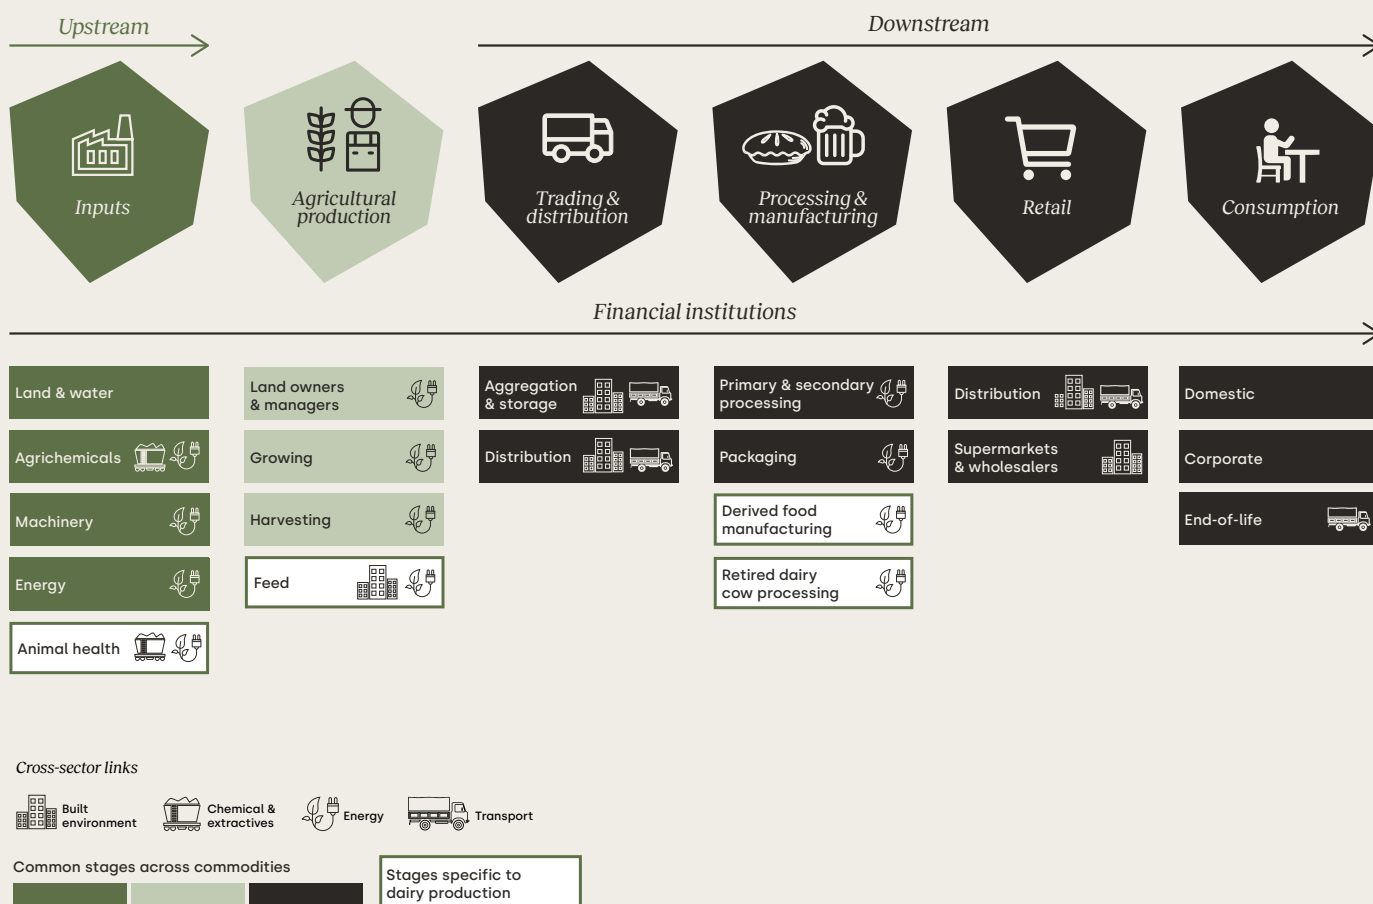 Upstream
Downstream
Inputs
Agricultural
production
Trading &
distribution
Processing &
manufacturing
Retail
Consumption
Financial institutions
Land & water
Agrichemicals
Machinery
Energy
Animal health
Land owners
& managers
Growing
Harvesting
Feed
Aggregation
& storage
Distribution
Primary & secondary
processing
Packaging
Derived food
manufacturing
Retired dairy
cow processing
Distribution
Supermarkets
& wholesalers
Domestic
Corporate
End-of-life
Cross-sector links
Built
environment
Chemical &
extractives
Energy
Transport
Common stages across commodities
Stages specific to
dairy production